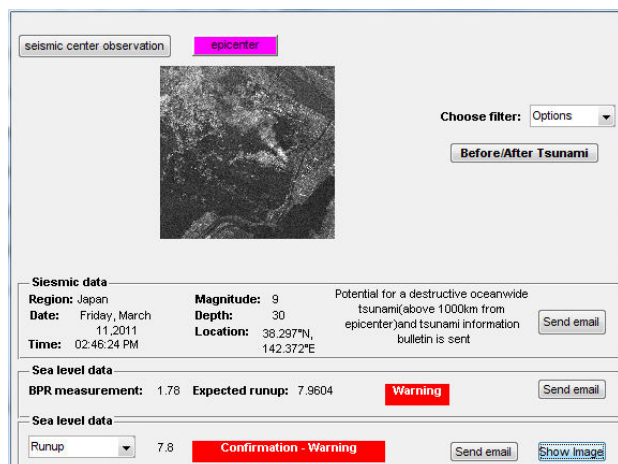 seismic center observation epicenter
Choose filter: Options
Before/After Tsunami
Siesmic data
Region: Japan
Date: Friday, March 11,2011
Time: 02:46:24 PM
Magnitude: 9
Depth: 30
Location: 38.297°N, 142.372°E
Potential for a destructive oceanwide
tsunami(above 1000km from
epicenter)and tsunami information
bulletin is sent
Send email
Sea level data
BPR measurement: 1.78 Expected runup: 7.9604 Warning Send email
Sea level data
Runup 7.8 Confirmation - Warning Send email Show Image